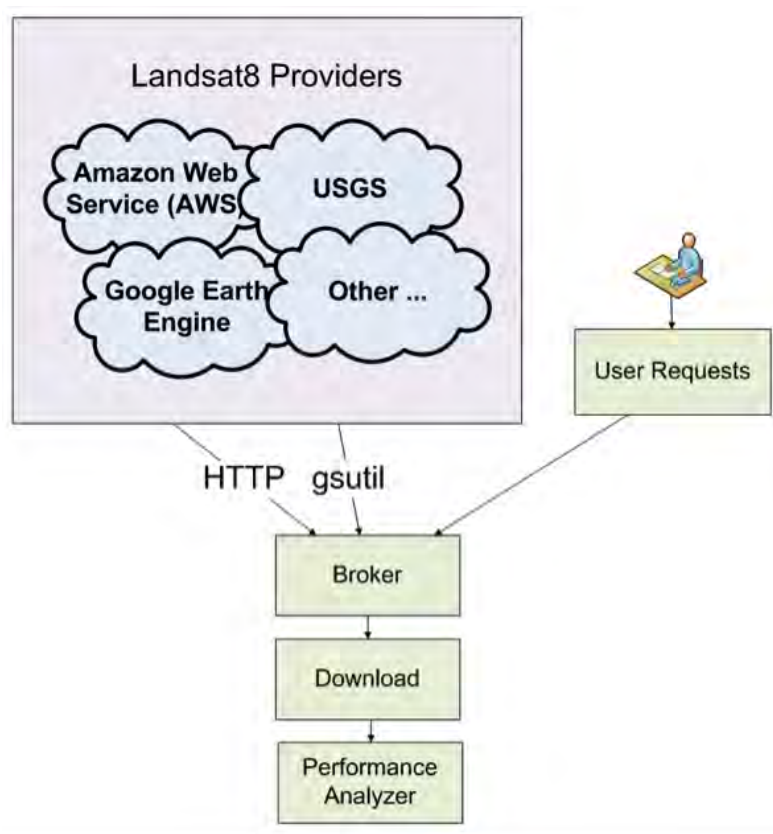 Landsat8 Providers
Amazon Web
Service (AWS)
USGS
Google Earth
Engine
Other ...
User Requests
HTTP
gsutil
Broker
Download
Performance
Analyzer